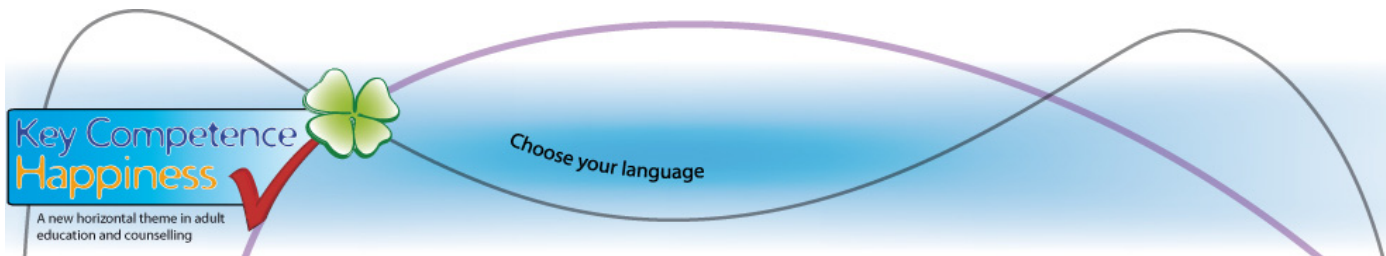 Key Competence
Happiness
A new horizontal theme in adult
education and counselling
Choose your language